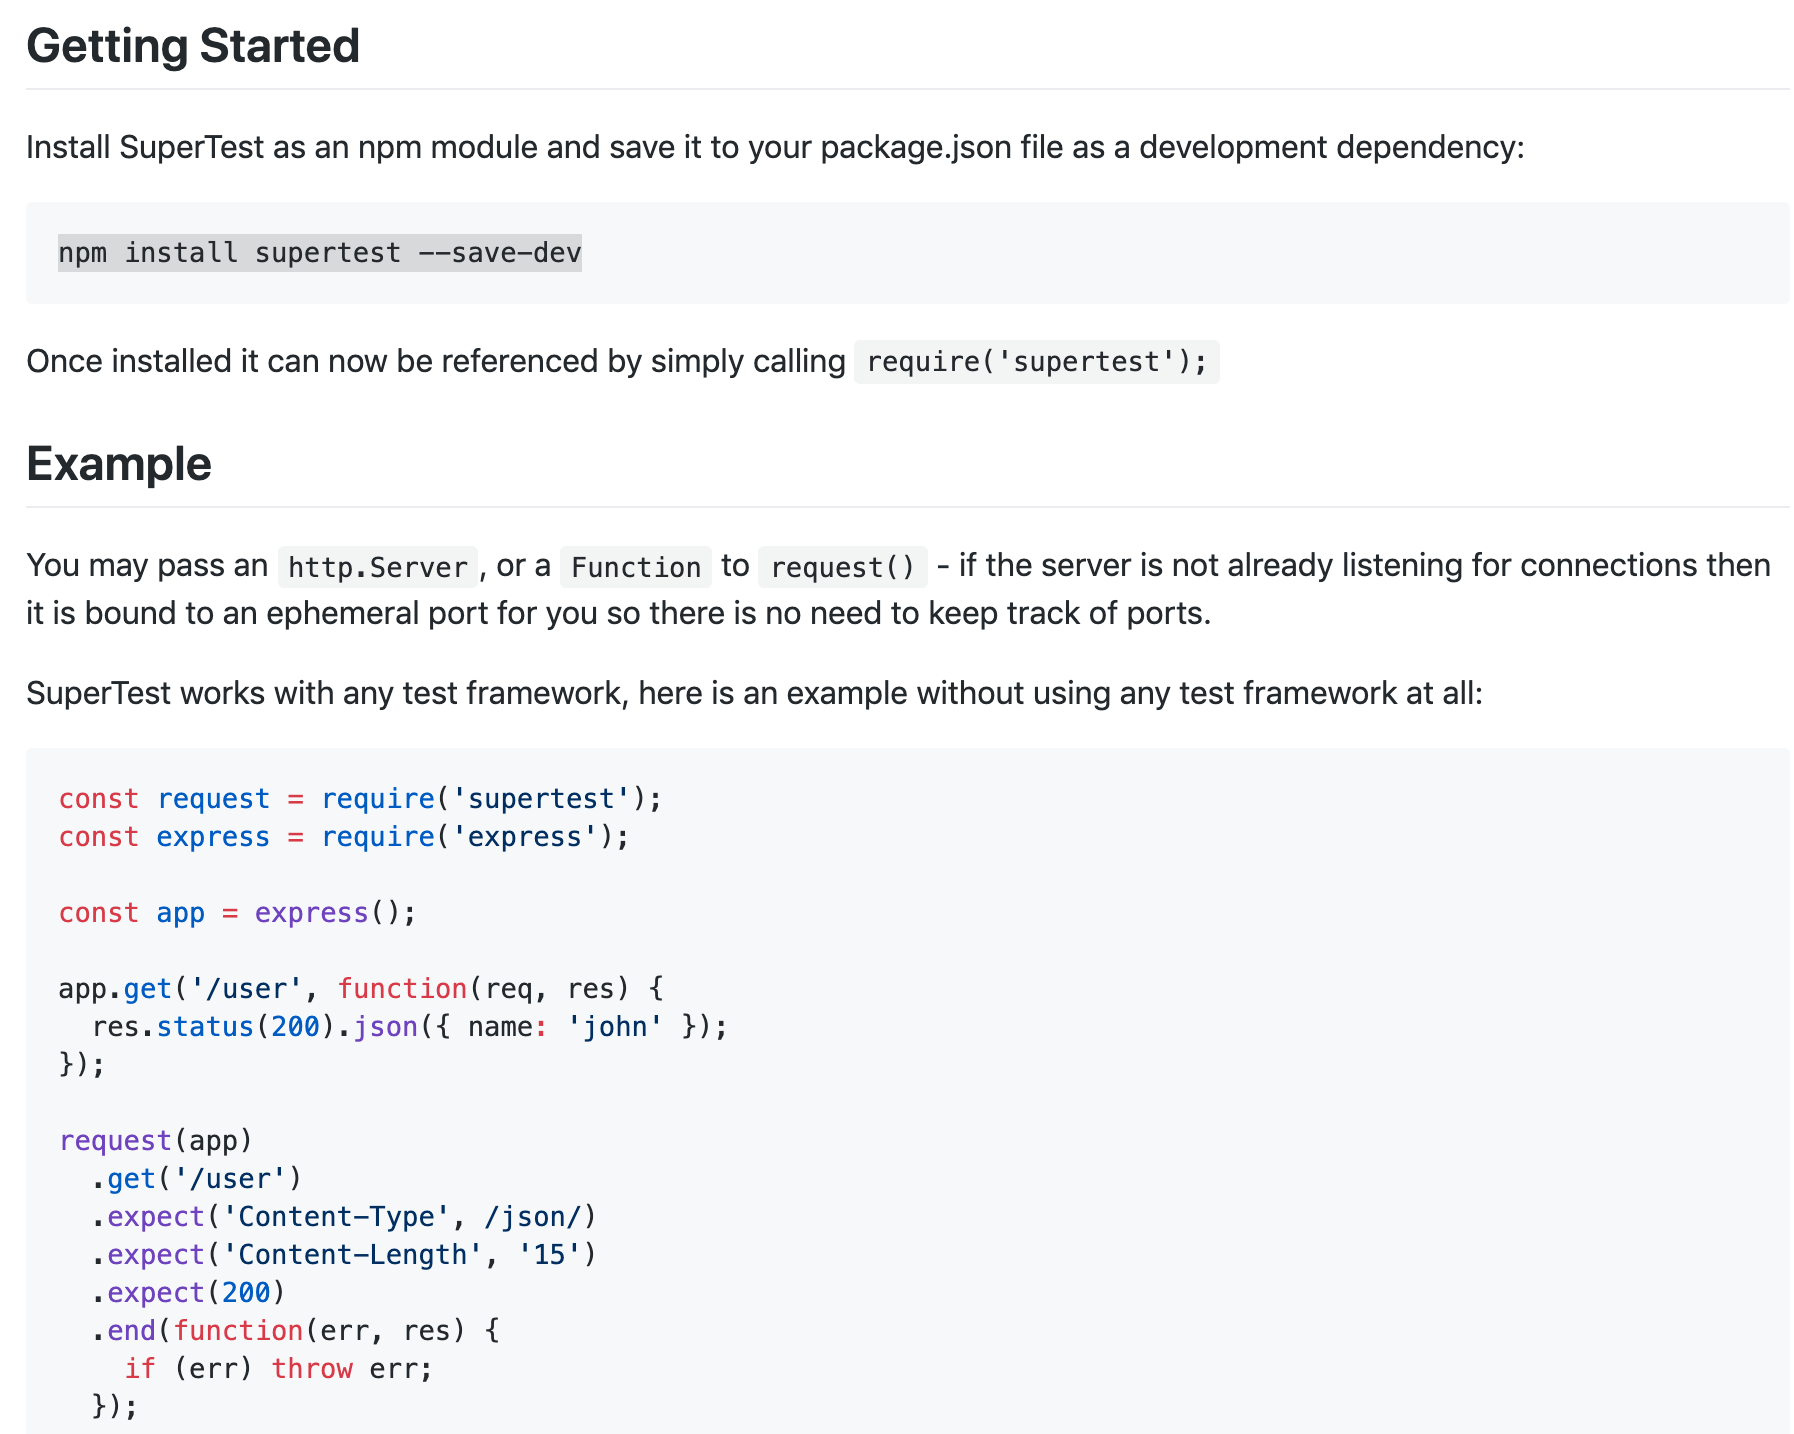 Getting Started
Install SuperTest as an npm module and save it to your package.json file as a development dependency:
npm install supertest --save-dev
Once installed it can now be referenced by simply calling require('supertest');
Example
You may pass an http.Server, or a Function to request() - if the server is not already listening for connections then
it is bound to an ephemeral port for you so there is no need to keep track of ports.
SuperTest works with any test framework, here is an example without using any test framework at all:
const request = require('supertest');
const express = require('express');
const app = express();
app.get('/user', function(req, res) {
  res.status(200).json({ name: 'john' });
});
request(app)
  .get('/user')
  .expect('Content-Type', /json/)
  .expect('Content-Length', '15')
  .expect(200)
  .end(function(err, res) {
    if (err) throw err;
  });